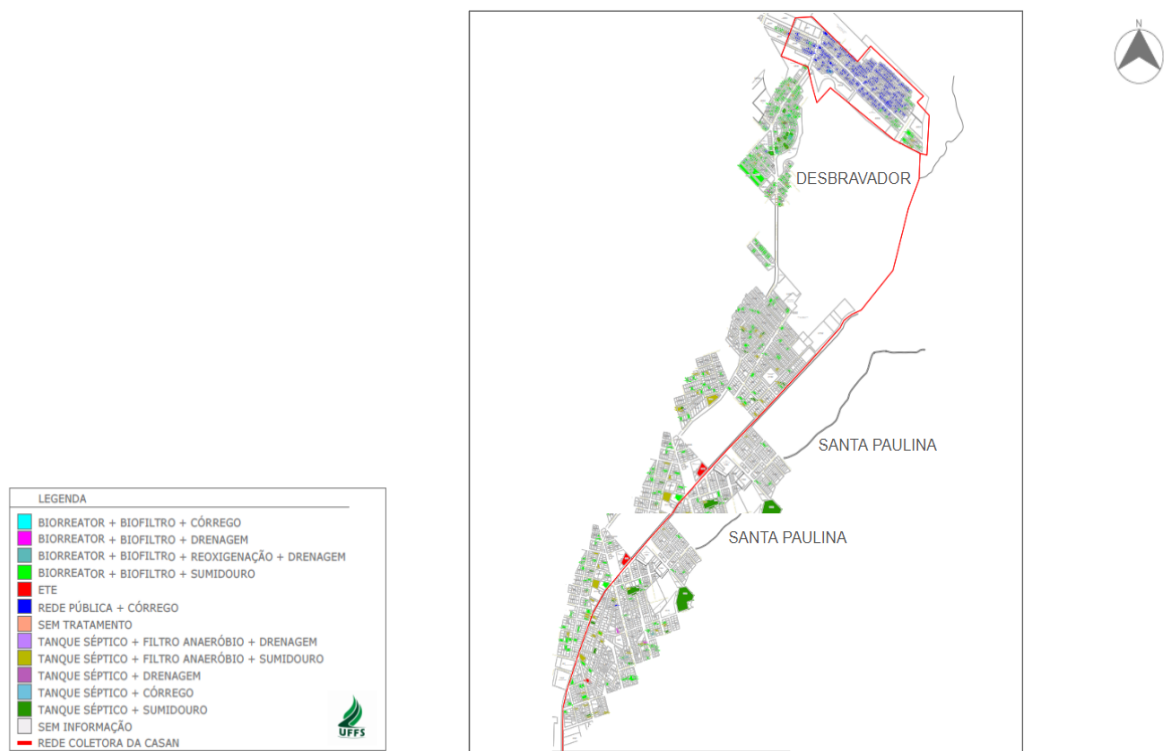 N
DESBRAVADOR
SANTA PAULINA
SANTA PAULINA
LEGENDA
BIORREATOR + BIOFILTRO + CÓRREGO
BIORREATOR + BIOFILTRO + DRENAGEM
BIORREATOR + BIOFILTRO + REOXIGENAÇÃO + DRENAGEM
BIORREATOR + BIOFILTRO + SUMIDOURO
ETE
REDE PÚBLICA + CÓRREGO
SEM TRATAMENTO
TANQUE SÉPTICO + FILTRO ANAERÓBIO + DRENAGEM
TANQUE SÉPTICO + FILTRO ANAERÓBIO + SUMIDOURO
TANQUE SÉPTICO + DRENAGEM
TANQUE SÉPTICO + CÓRREGO
TANQUE SÉPTICO + SUMIDOURO
SEM INFORMAÇÃO
REDE COLETORA DA CASAN
UFFS